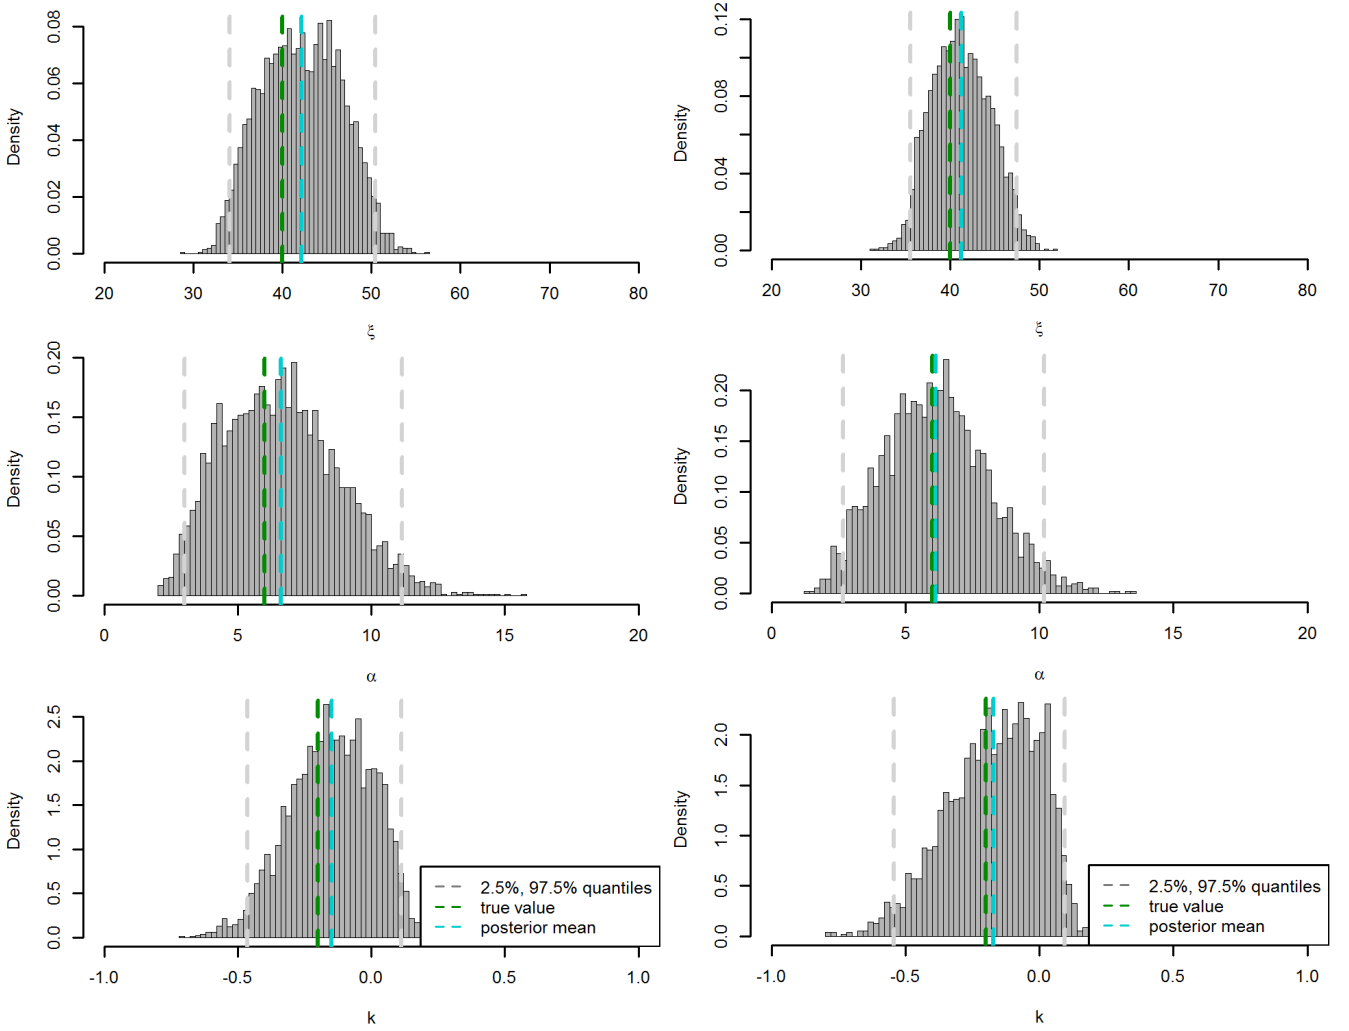 0.00 0.02 0.04 0.06 0.08
Density
20 30 40 50 60 70 80
ξ
0.00 0.04 0.08 0.12
Density
20 30 40 50 60 70 80
ξ
0.00 0.05 0.10 0.15 0.20
Density
0 5 10 15 20
α
0.00 0.05 0.10 0.15 0.20
Density
0 5 10 15 20
α
0.0 0.5 1.0 1.5 2.0 2.5
Density
-1.0 -0.5 0.0 0.5 1.0
k
2.5%, 97.5% quantiles
true value
posterior mean
0.0 0.5 1.0 1.5 2.0
Density
-1.0 -0.5 0.0 0.5 1.0
k
2.5%, 97.5% quantiles
true value
posterior mean